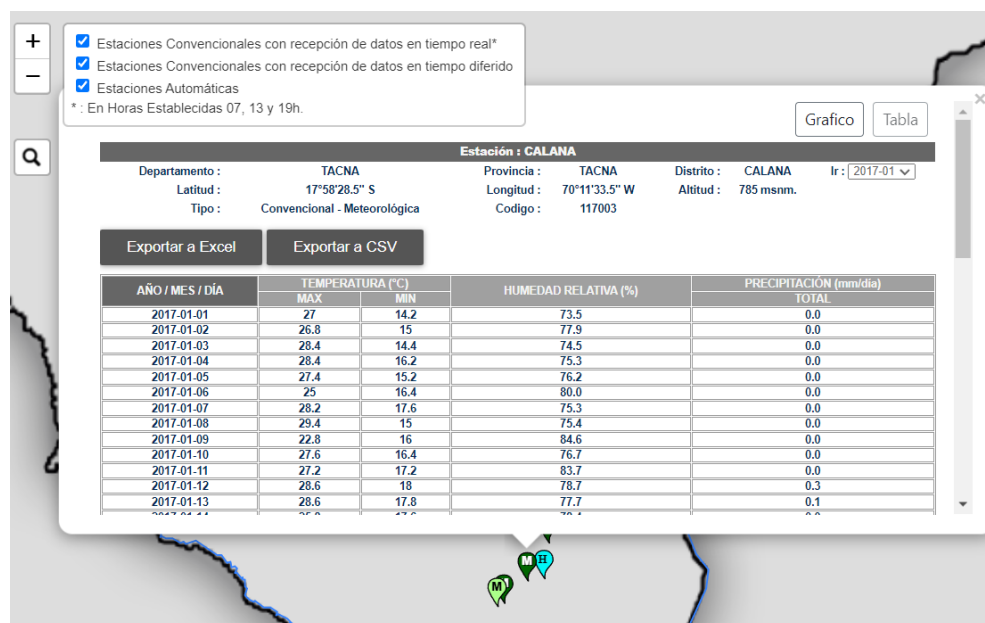 +
−
Estaciones Convencionales con recepción de datos en tiempo real*
Estaciones Convencionales con recepción de datos en tiempo diferido
Estaciones Automáticas
* : En Horas Establecidas 07, 13 y 19h.
×
Grafico Tabla
Estación : CALANA
Departamento : TACNA Provincia : TACNA Distrito : CALANA Ir : 2017-01
Latitud : 17°58'28.5" S Longitud : 70°11'33.5" W Altitud : 785 msnm.
Tipo : Convencional - Meteorológica Codigo : 117003
Exportar a Excel Exportar a CSV
AÑO / MES / DÍA TEMPERATURA (°C) HUMEDAD RELATIVA (%) PRECIPITACIÓN (mm/día)
MAX MIN TOTAL
2017-01-01 27 14.2 73.5 0.0
2017-01-02 26.8 15 77.9 0.0
2017-01-03 28.4 14.4 74.5 0.0
2017-01-04 28.4 16.2 75.3 0.0
2017-01-05 27.4 15.2 76.2 0.0
2017-01-06 25 16.4 80.0 0.0
2017-01-07 28.2 17.6 75.3 0.0
2017-01-08 29.4 15 75.4 0.0
2017-01-09 22.8 16 84.6 0.0
2017-01-10 27.6 16.4 76.7 0.0
2017-01-11 27.2 17.2 83.7 0.0
2017-01-12 28.6 18 78.7 0.3
2017-01-13 28.6 17.8 77.7 0.1
M H
M